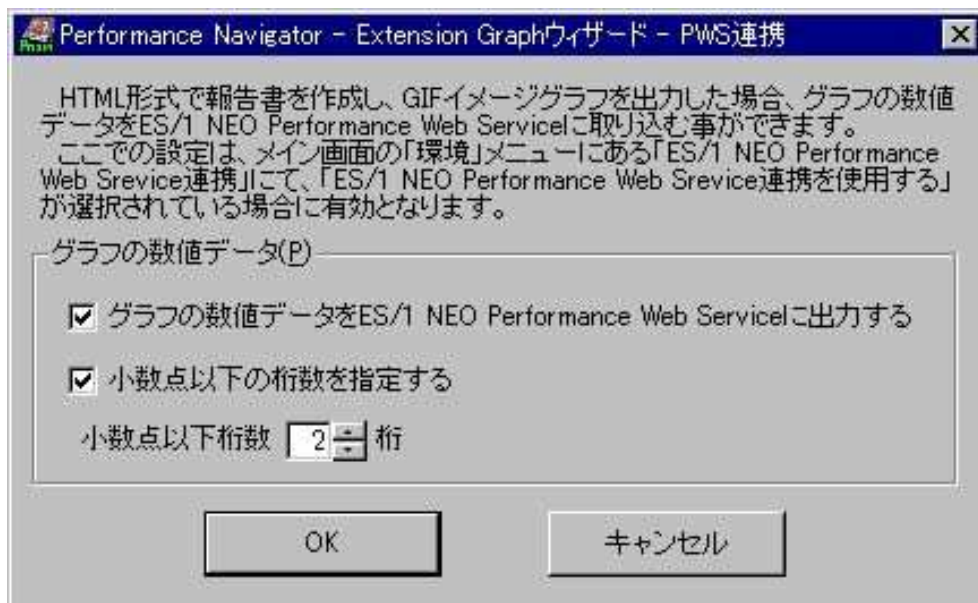 Performance Navigator - Extension Graphウィザード - PWS連携
HTML形式で報告書を作成し、GIFイメージグラフを出力した場合、グラフの数値
データをES/1 NEO Performance Web Serviceに取り込む事ができます。
ここでの設定は、メイン画面の「環境」メニューにある「ES/1 NEO Performance
Web Srevice連携」にて、「ES/1 NEO Performance Web Srevice連携を使用する」
が選択されている場合に有効となります。
グラフの数値データ(P)
グラフの数値データをES/1 NEO Performance Web Serviceに出力する
小数点以下の桁数を指定する
小数点以下桁数 2 桁
OK キャンセル